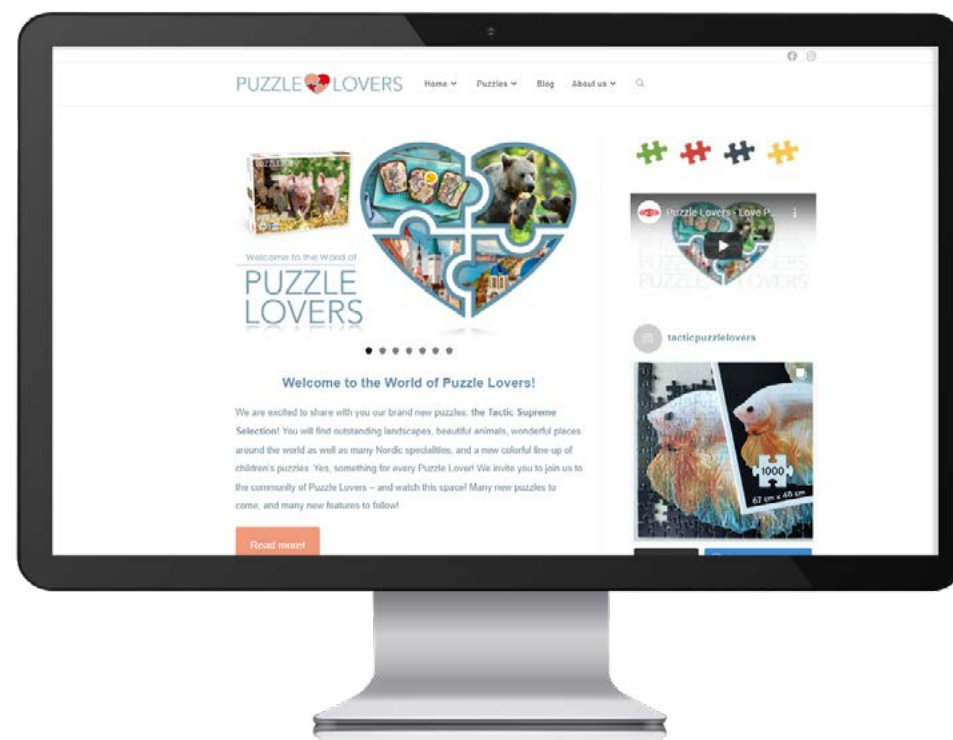 PUZZLE LOVERS
Home
Puzzles
Blog
About us
Welcome to the World of
PUZZLE
LOVERS
Puzzle Lovers - Love P...
tacticpuzzlelovers
1000
67 cm x 48 cm
Welcome to the World of Puzzle Lovers!
We are excited to share with you our brand new puzzles, the Tactic Supreme
Selection! You will find outstanding landscapes, beautiful animals, wonderful places
around the world as well as many Nordic specialities, and a new colorful line-up of
children's puzzles. Yes, something for every Puzzle Lover! We invite you to join us to
the community of Puzzle Lovers – and watch this space! Many new puzzles to
come, and many new features to follow!
Read more!